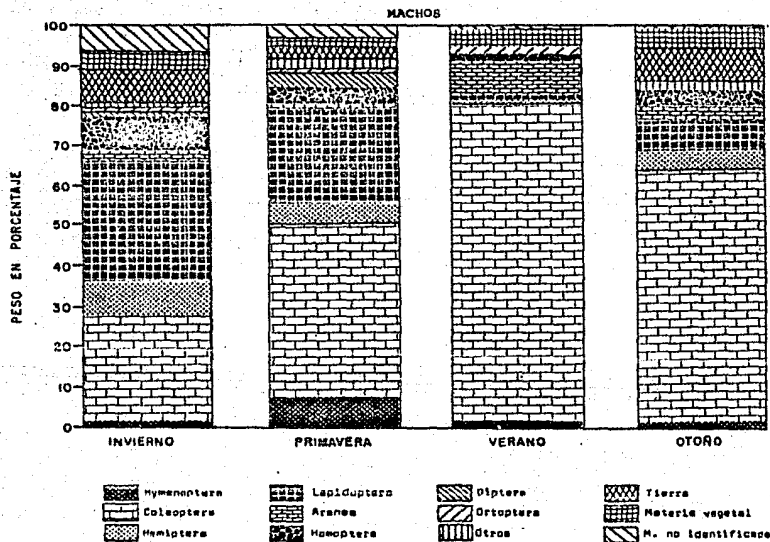 MACHOS
100
90
80
70
60
50
40
30
20
10
0
PESO EN PORCENTAJE
INVIERNO PRIMAVERA VERANO OTOÑO
Hymenoptera Lepiduptera Diptera Tierra
Coleoptera Aranea Ortoptera Materia vegetal
Hemiptera Homoptera Otros M. no identificada